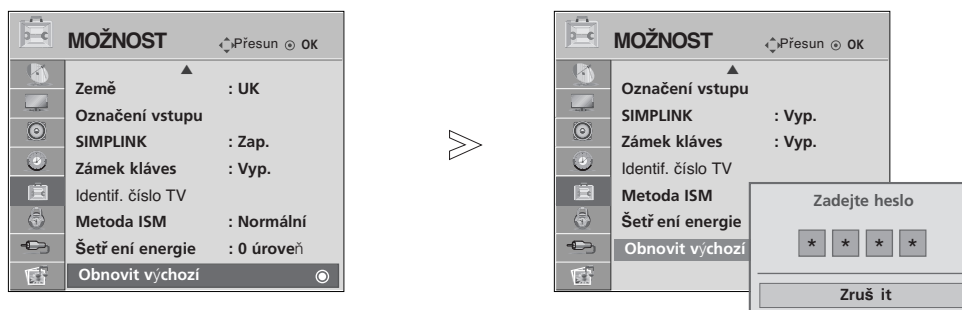 MOŽNOST Přesun OK
Země : UK
Označení vstupu
SIMPLINK : Zap.
Zámek kláves : Vyp.
Identif. číslo TV
Metoda ISM : Normální
Šetř ení energie : 0 úroveň
Obnovit výchozí
MOŽNOST Přesun OK
Označení vstupu
SIMPLINK : Vyp.
Zámek kláves : Vyp.
Identif. číslo TV
Metoda ISM
Šetř ení energie
Obnovit výchozí
Zadejte heslo
* * * *
Zruš it